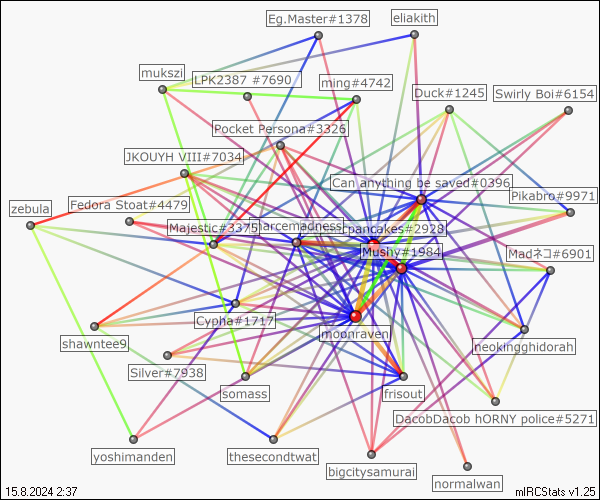 Eg.Master#1378
eliakith
mukszi
LPK2387 #7690
ming#4742
Duck#1245
Swirly Boi#6154
Pocket Persona#3326
JKOUYH VIII#7034
Can anything be saved#0396
Pikabro#9971
zebula
Fedora Stoat#4479
Majestic#3375
marcemadness
pancakes#2928
Mushy#1984
Madネコ#6901
Cypha#1717
moonraven
shawntee9
neokingghidorah
Silver#7938
somass
frisout
DacobDacob hORNY police#5271
yoshimanden
thesecondtwat
bigcitysamurai
normalwan
15.8.2024 2:37
mIRCStats v1.25